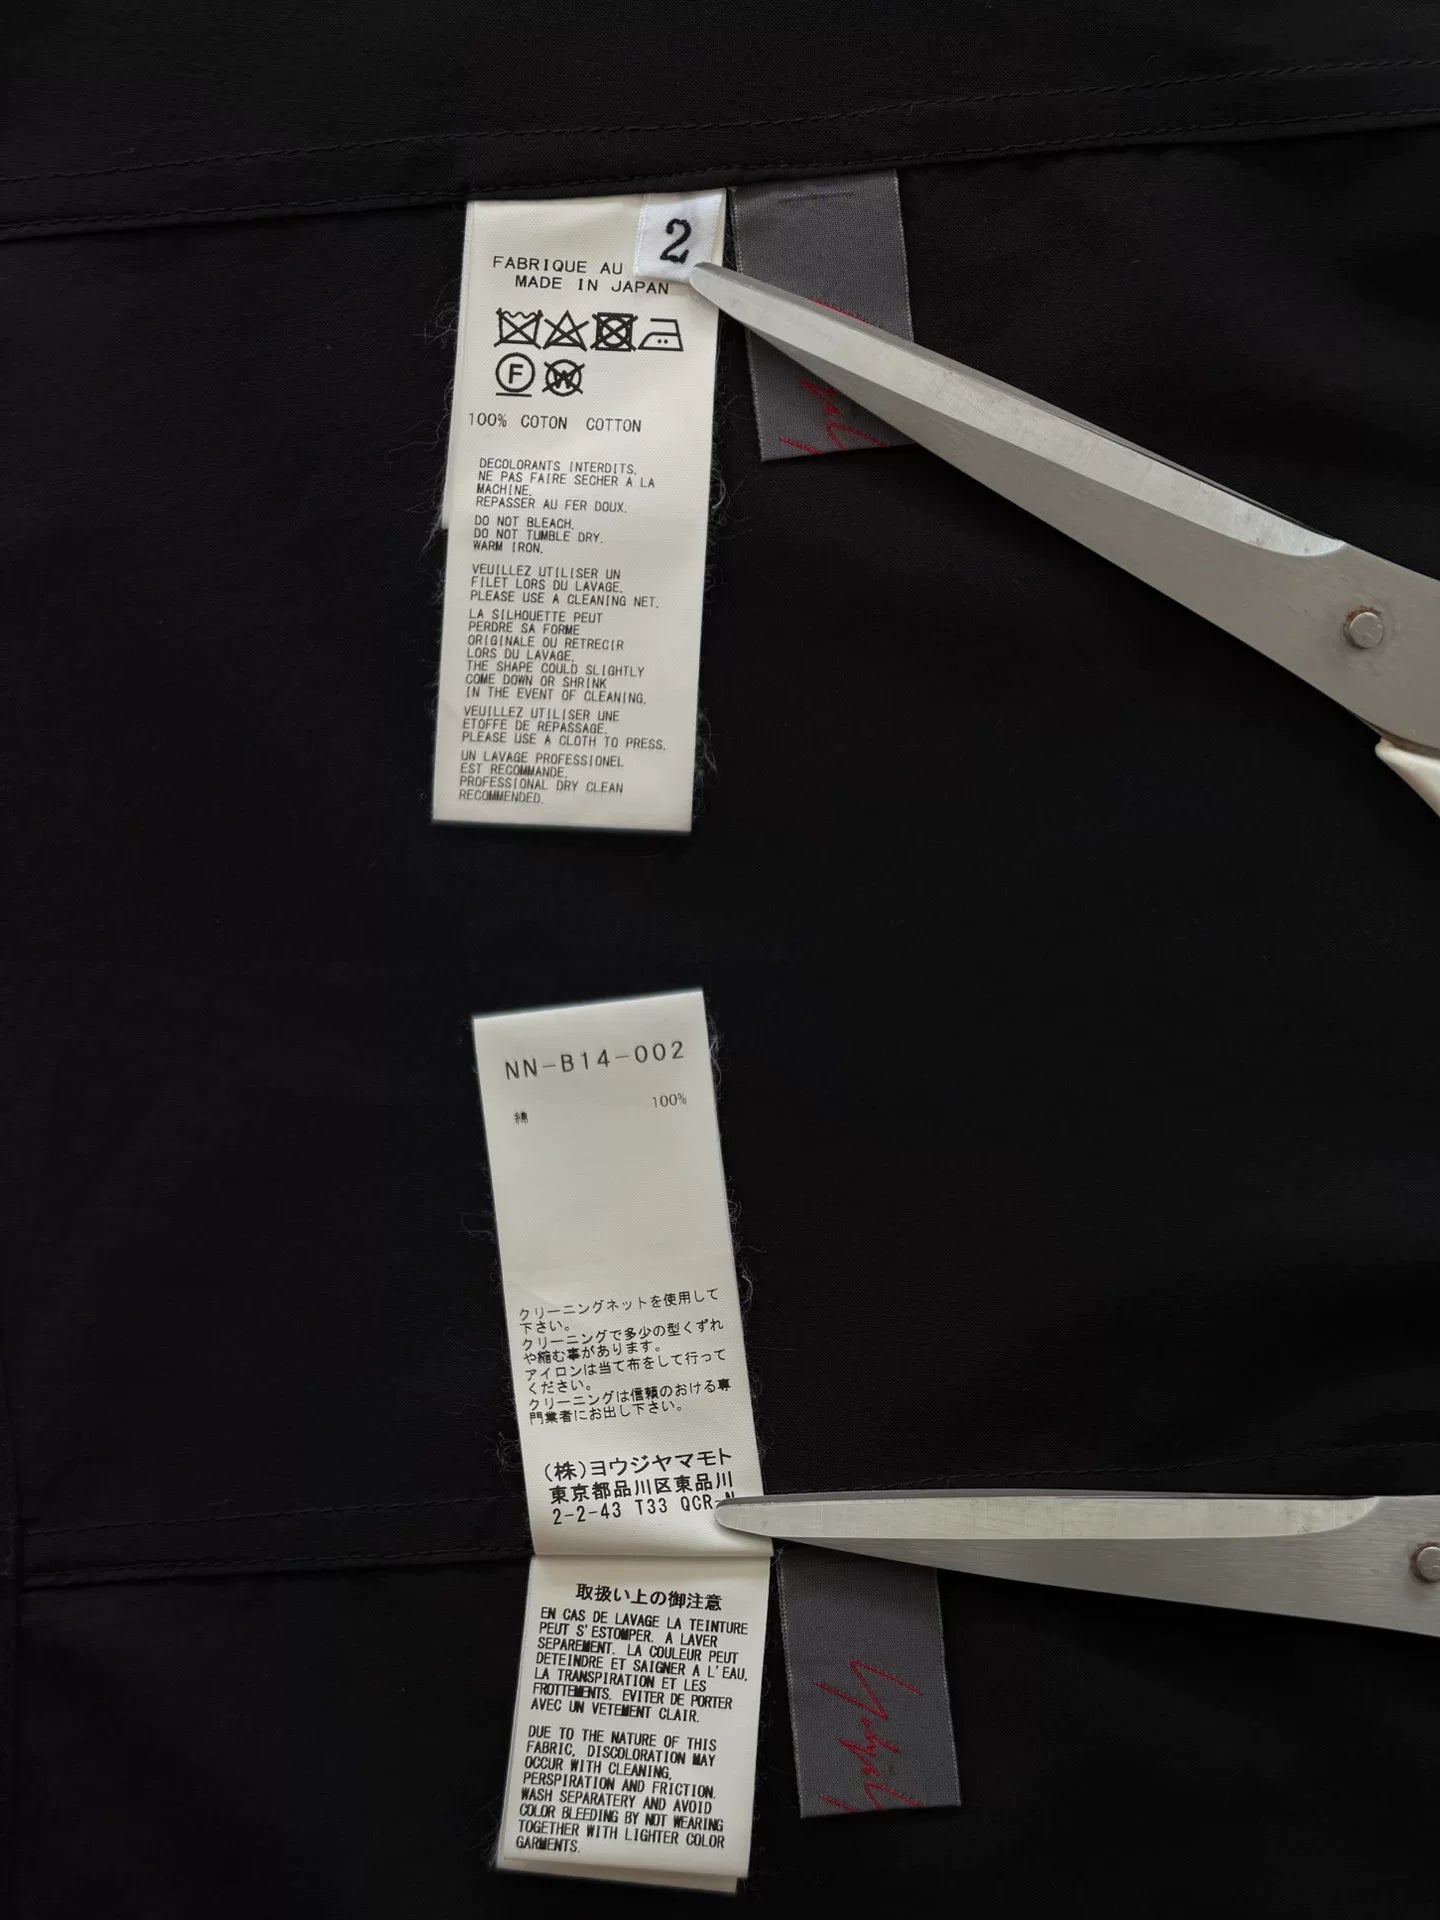 2
FABRIQUE AU
MADE IN JAPAN
F W
100% COTON COTTON
DECOLORANTS INTERDITS.
NE PAS FAIRE SECHER A LA
MACHINE.
REPASSER AU FER DOUX.
DO NOT BLEACH.
DO NOT TUMBLE DRY.
WARM IRON.
VEUILLEZ UTILISER UN
FILET LORS DU LAVAGE.
PLEASE USE A CLEANING NET.
LA SILHOUETTE PEUT
PERDRE SA FORME
ORIGINALE OU RETRECIR
LORS DU LAVAGE.
THE SHAPE COULD SLIGHTLY
COME DOWN OR SHRINK
IN THE EVENT OF CLEANING.
VEUILLEZ UTILISER UNE
ETOFFE DE REPASSAGE.
PLEASE USE A CLOTH TO PRESS.
UN LAVAGE PROFESSIONEL
EST RECOMMANDE.
PROFESSIONAL DRY CLEAN
RECOMMENDED.
NN-B14-002
綿 100%
クリーニングネットを使用して
下さい。
クリーニングで多少の型くずれ
や縮む事があります。
アイロンは当て布をして行って
ください。
クリーニングは信頼のおける専
門業者にお出し下さい。
(株)ヨウジヤマモト
東京都品川区東品川
2-2-43 T33 QCR-N
取扱い上の御注意
EN CAS DE LAVAGE LA TEINTURE
PEUT S'ESTOMPER. A LAVER
SEPAREMENT. LA COULEUR PEUT
DETEINDRE ET SAIGNER A L'EAU,
LA TRANSPIRATION ET LES
FROTTEMENTS. EVITER DE PORTER
AVEC UN VETEMENT CLAIR.
DUE TO THE NATURE OF THIS
FABRIC, DISCOLORATION MAY
OCCUR WITH CLEANING,
PERSPIRATION AND FRICTION.
WASH SEPARATERY AND AVOID
COLOR BLEEDING BY NOT WEARING
TOGETHER WITH LIGHTER COLOR
GARMENTS.